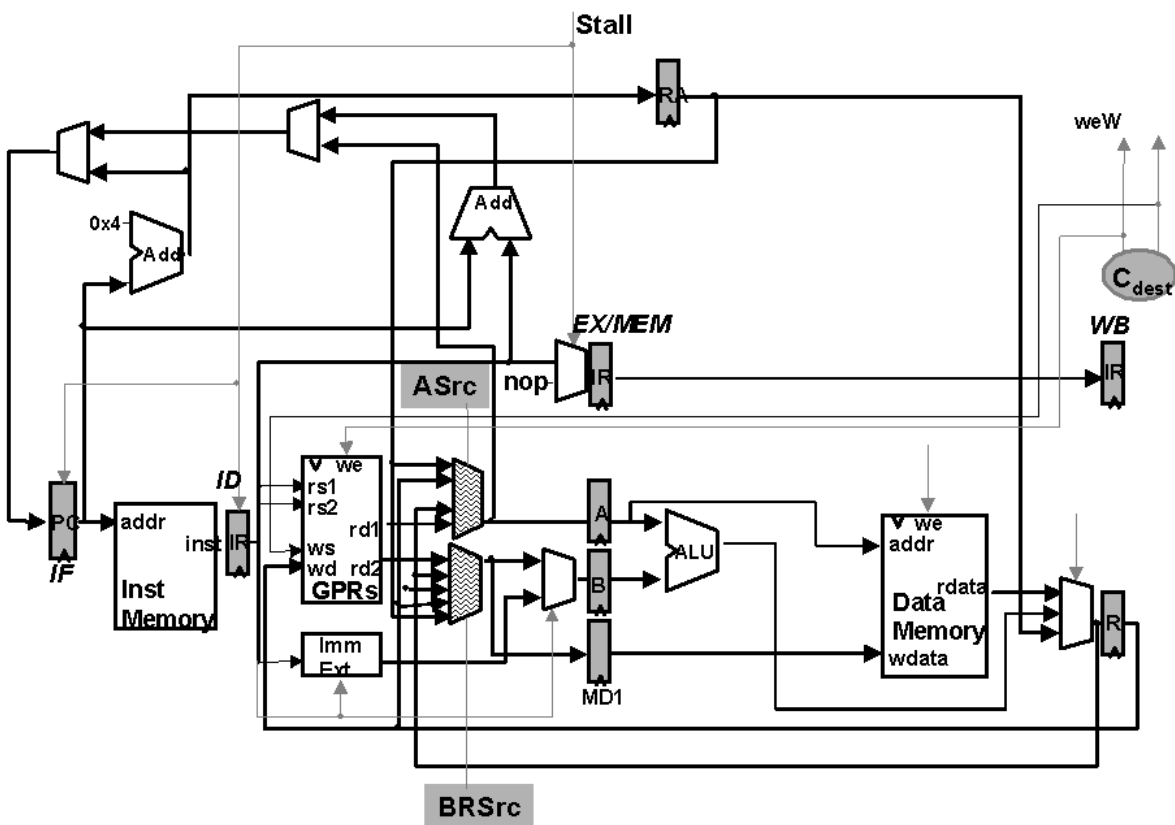 Stall
RA
weW
Add
0x4
Add
C dest
EX/MEM
WB
nop
IR
IR
ASrc
ID
we
rs1
rs2
PC
addr
inst
IR
rd1
A
we
addr
ALU
IF
ws
wd
rd2
GPRs
B
rdata
Inst
Memory
Data
Memory
R
Imm
Ext
wdata
MD1
BRSrc